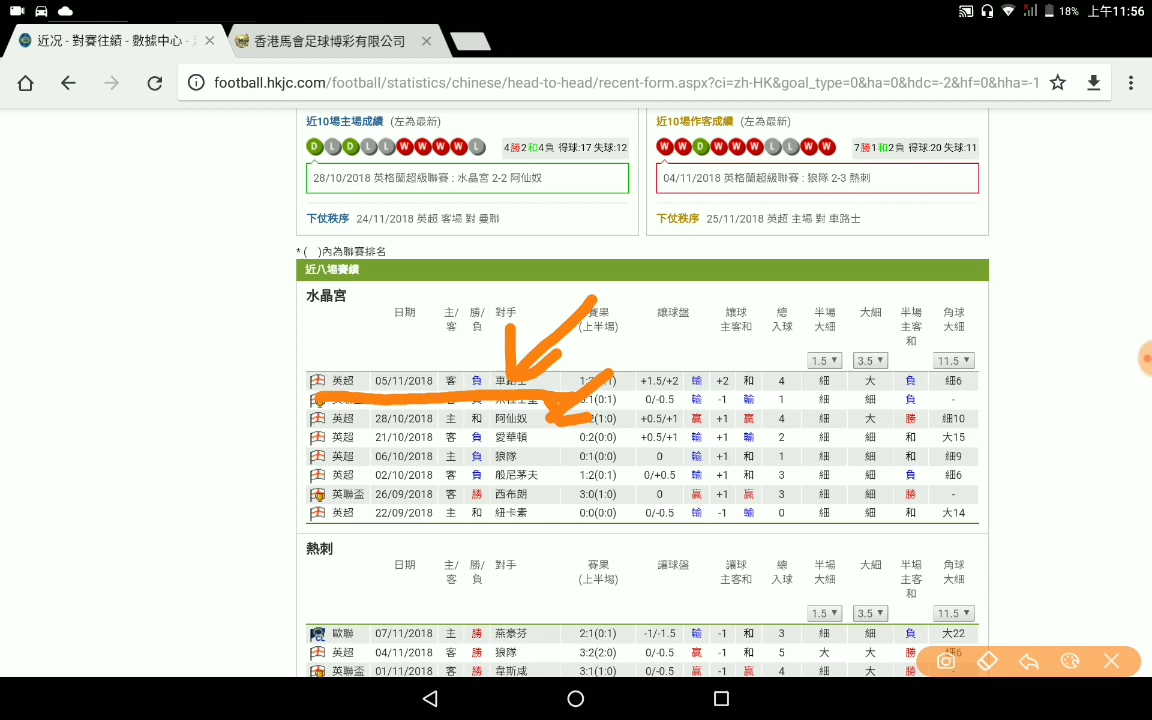 18% 上午11:56
近况 - 對賽往績 - 數據中心 -
香港馬會足球博彩有限公司
football.hkjc.com/football/statistics/chinese/head-to-head/recent-form.aspx?ci=zh-HK&goal_type=0&ha=0&hdc=-2&hf=0&hha=-1
近10場主場成績 (左為最新) 近10場作客成績 (左為最新)
D L D L L W W W W L 4勝2和4負 得球:17 失球:12 W W D W W W L L W W 7勝1和2負 得球:20 失球:11
28/10/2018 英格蘭超級聯賽 : 水晶宮 2-2 阿仙奴 04/11/2018 英格蘭超級聯賽 : 狼隊 2-3 熱刺
下仗秩序 24/11/2018 英超 客場 對 曼聯 下仗秩序 25/11/2018 英超 主場 對 車路士
* ( )內為聯賽排名
近八場賽績
水晶宮
日期 主/客 勝/負 對手 賽果 (上半場) 讓球盤 讓球主客和 總入球 半場大細 大細 半場主客和 角球大細
1.5 3.5 11.5
英超 05/11/2018 客 負 +1.5/+2 輸 +2 和 4 細 大 負 細6
0/-0.5 輸 -1 輸 1 細 細 負 -
英超 28/10/2018 主 和 阿仙奴 +0.5/+1 贏 +1 贏 4 細 大 勝 細10
英超 21/10/2018 客 負 愛華頓 0:2(0:0) +0.5/+1 輸 +1 輸 2 細 細 和 大15
英超 06/10/2018 主 負 狼隊 0:1(0:0) 0 輸 +1 和 1 細 細 和 細9
英超 02/10/2018 客 負 般尼茅夫 1:2(0:1) 0/+0.5 輸 +1 和 3 細 細 負 細6
英聯盃 26/09/2018 客 勝 西布朗 3:0(1:0) 0 贏 +1 贏 3 細 細 勝 -
英超 22/09/2018 主 和 紐卡素 0:0(0:0) 0/-0.5 輸 -1 輸 0 細 細 和 大14
熱刺
日期 主/客 勝/負 對手 賽果 (上半場) 讓球盤 讓球主客和 總入球 半場大細 大細 半場主客和 角球大細
1.5 3.5 11.5
歐聯 07/11/2018 主 勝 燕豪芬 2:1(0:1) -1/-1.5 輸 -1 和 3 細 細 負 大22
英超 04/11/2018 客 勝 狼隊 3:2(2:0) 0/-0.5 贏 -1 和 5 大 大 勝 細6
英聯盃 01/11/2018 客 勝 韋斯咸 3:1(1:0) 0/-0.5 贏 -1 贏 4 細 大 勝